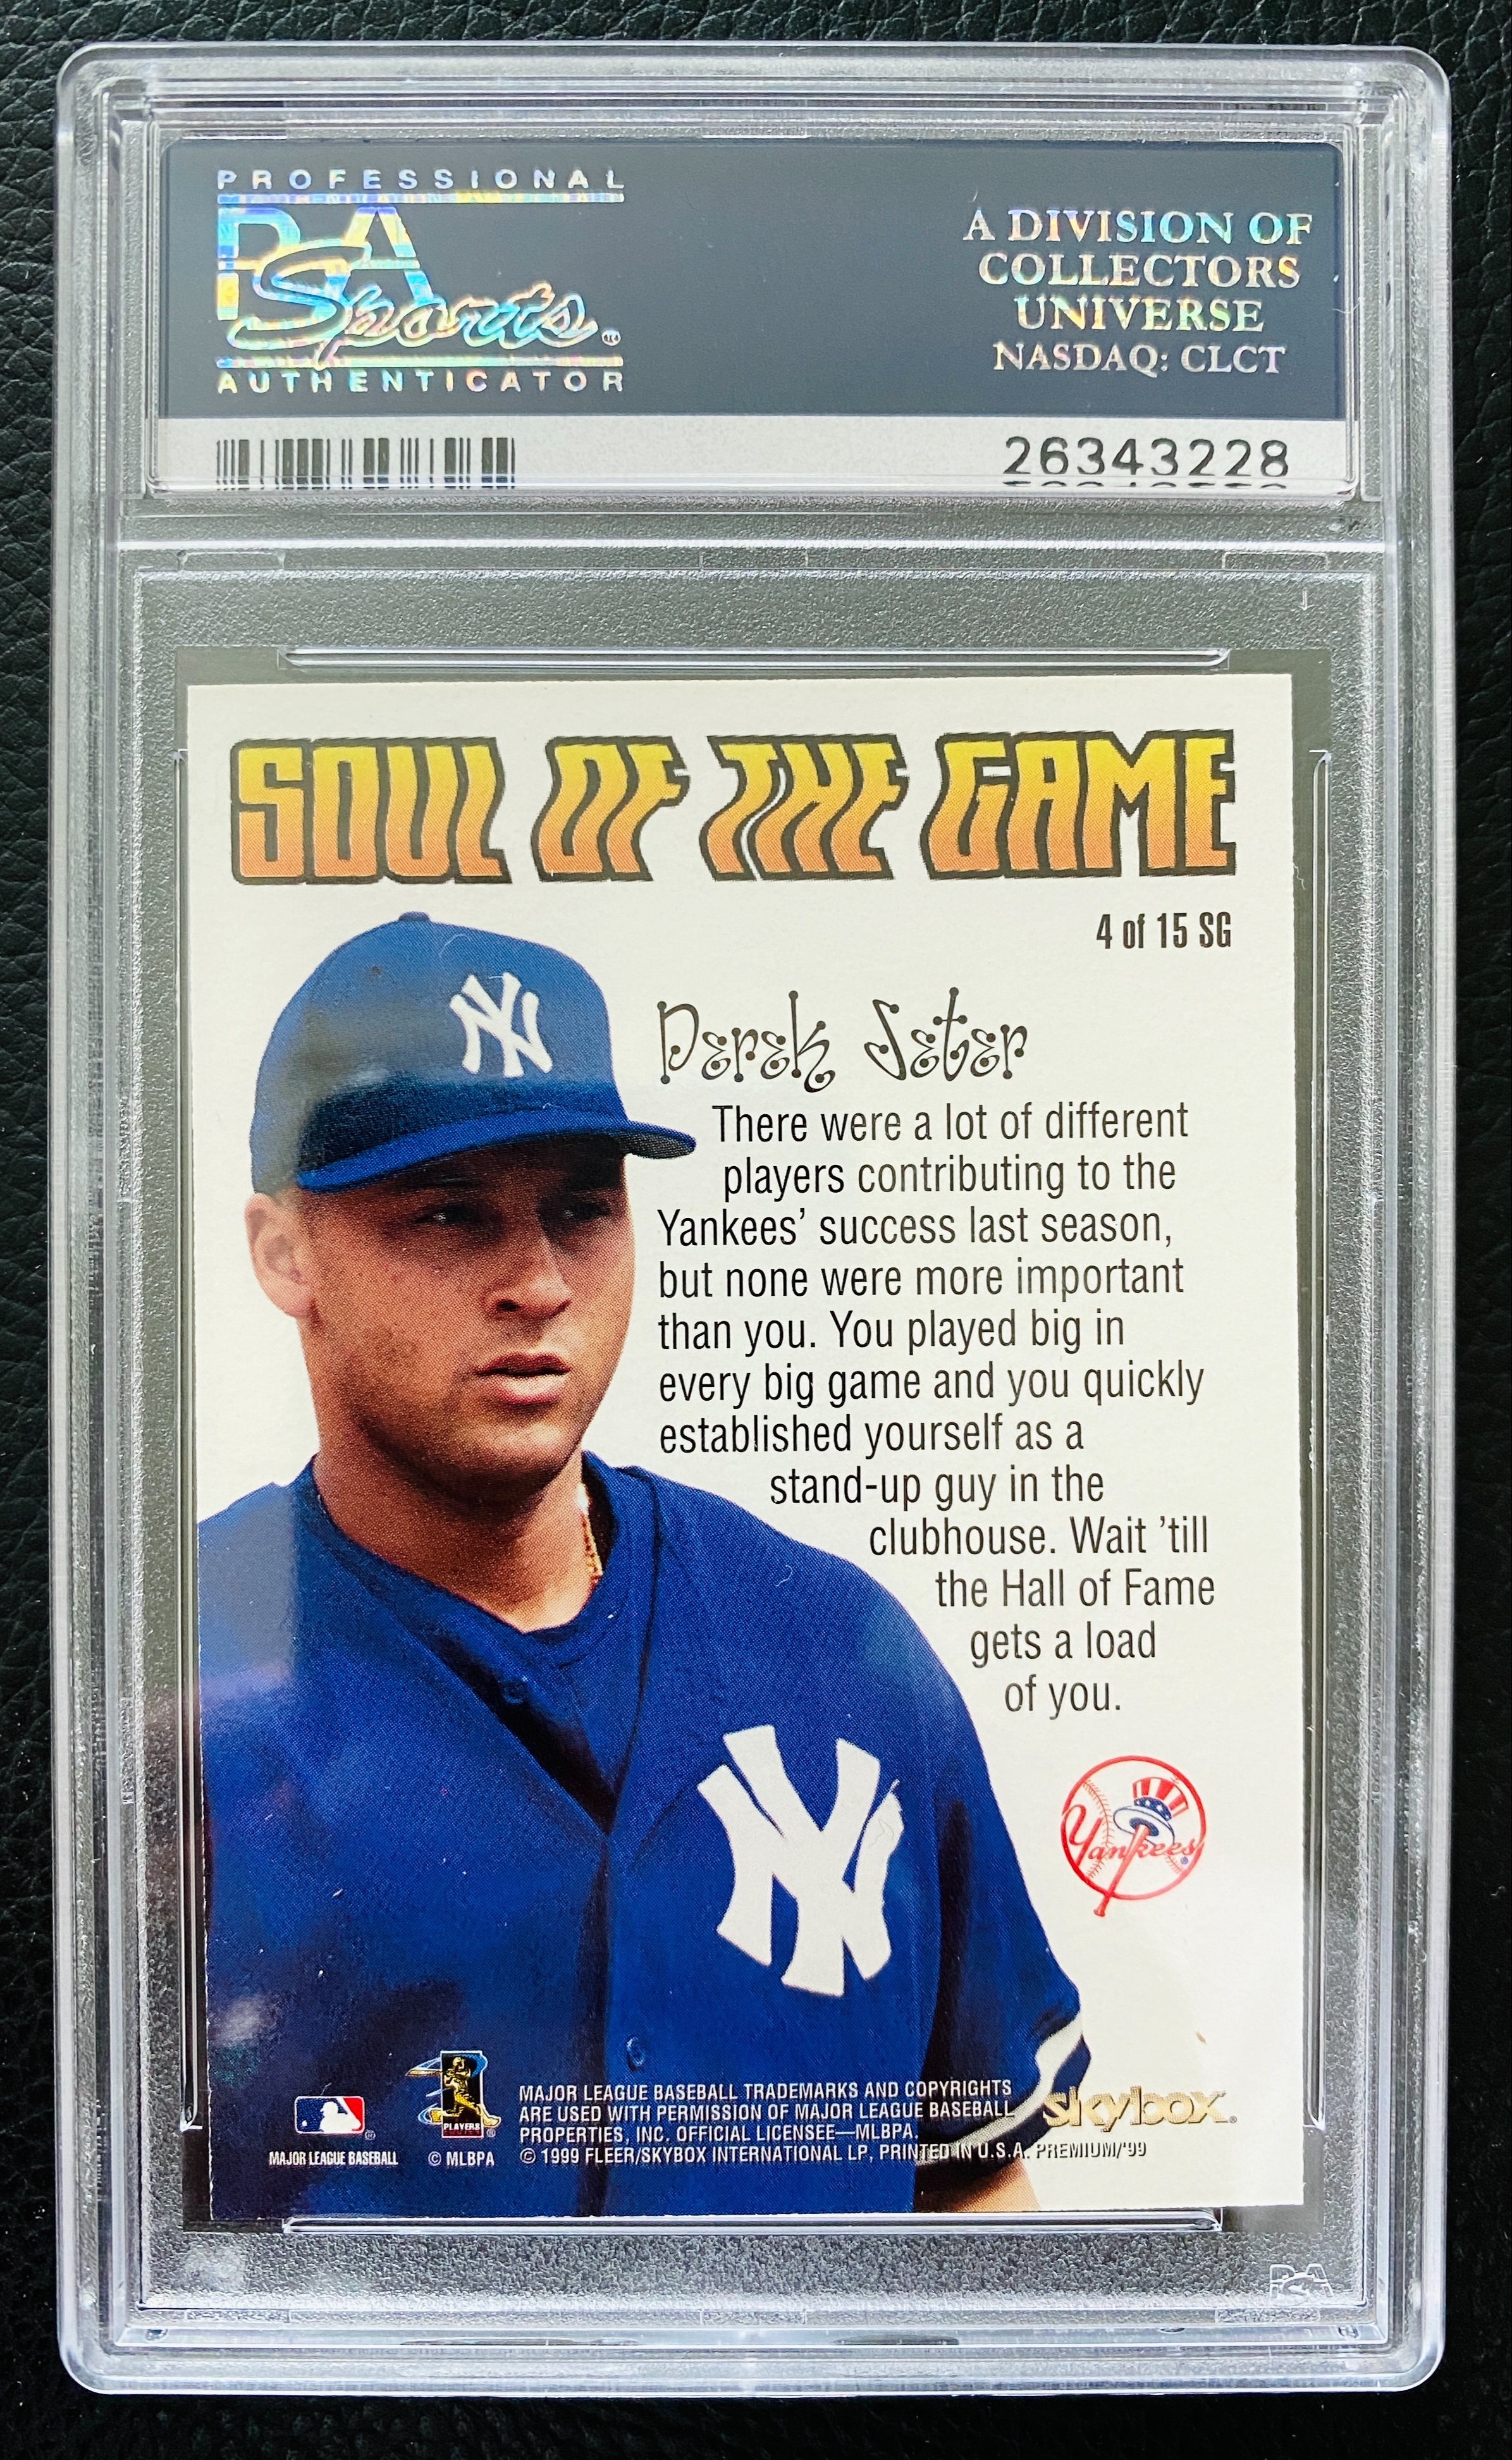 PROFESSIONAL
PSA
Sports
AUTHENTICATOR
A DIVISION OF
COLLECTORS
UNIVERSE
NASDAQ: CLCT
26343228
SOUL OF THE GAME
4 of 15 SG
NY
Derek Jeter
There were a lot of different
players contributing to the
Yankees’ success last season,
but none were more important
than you. You played big in
every big game and you quickly
established yourself as a
stand-up guy in the
clubhouse. Wait ’till
the Hall of Fame
gets a load
of you.
NY
Yankees
PLAYERS
MAJOR LEAGUE BASEBALL
© MLBPA
MAJOR LEAGUE BASEBALL TRADEMARKS AND COPYRIGHTS
ARE USED WITH PERMISSION OF MAJOR LEAGUE BASEBALL
PROPERTIES, INC. OFFICIAL LICENSEE—MLBPA.
© 1999 FLEER/SKYBOX INTERNATIONAL LP, PRINTED IN U.S.A. PREMIUM/'99
skybox®
PSA